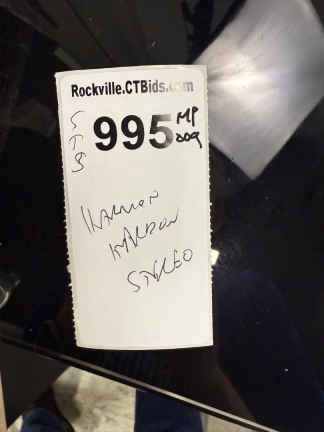 Rockville.CTBids.com
STS
995 MP
009
HARMON
KARDON
STEREO